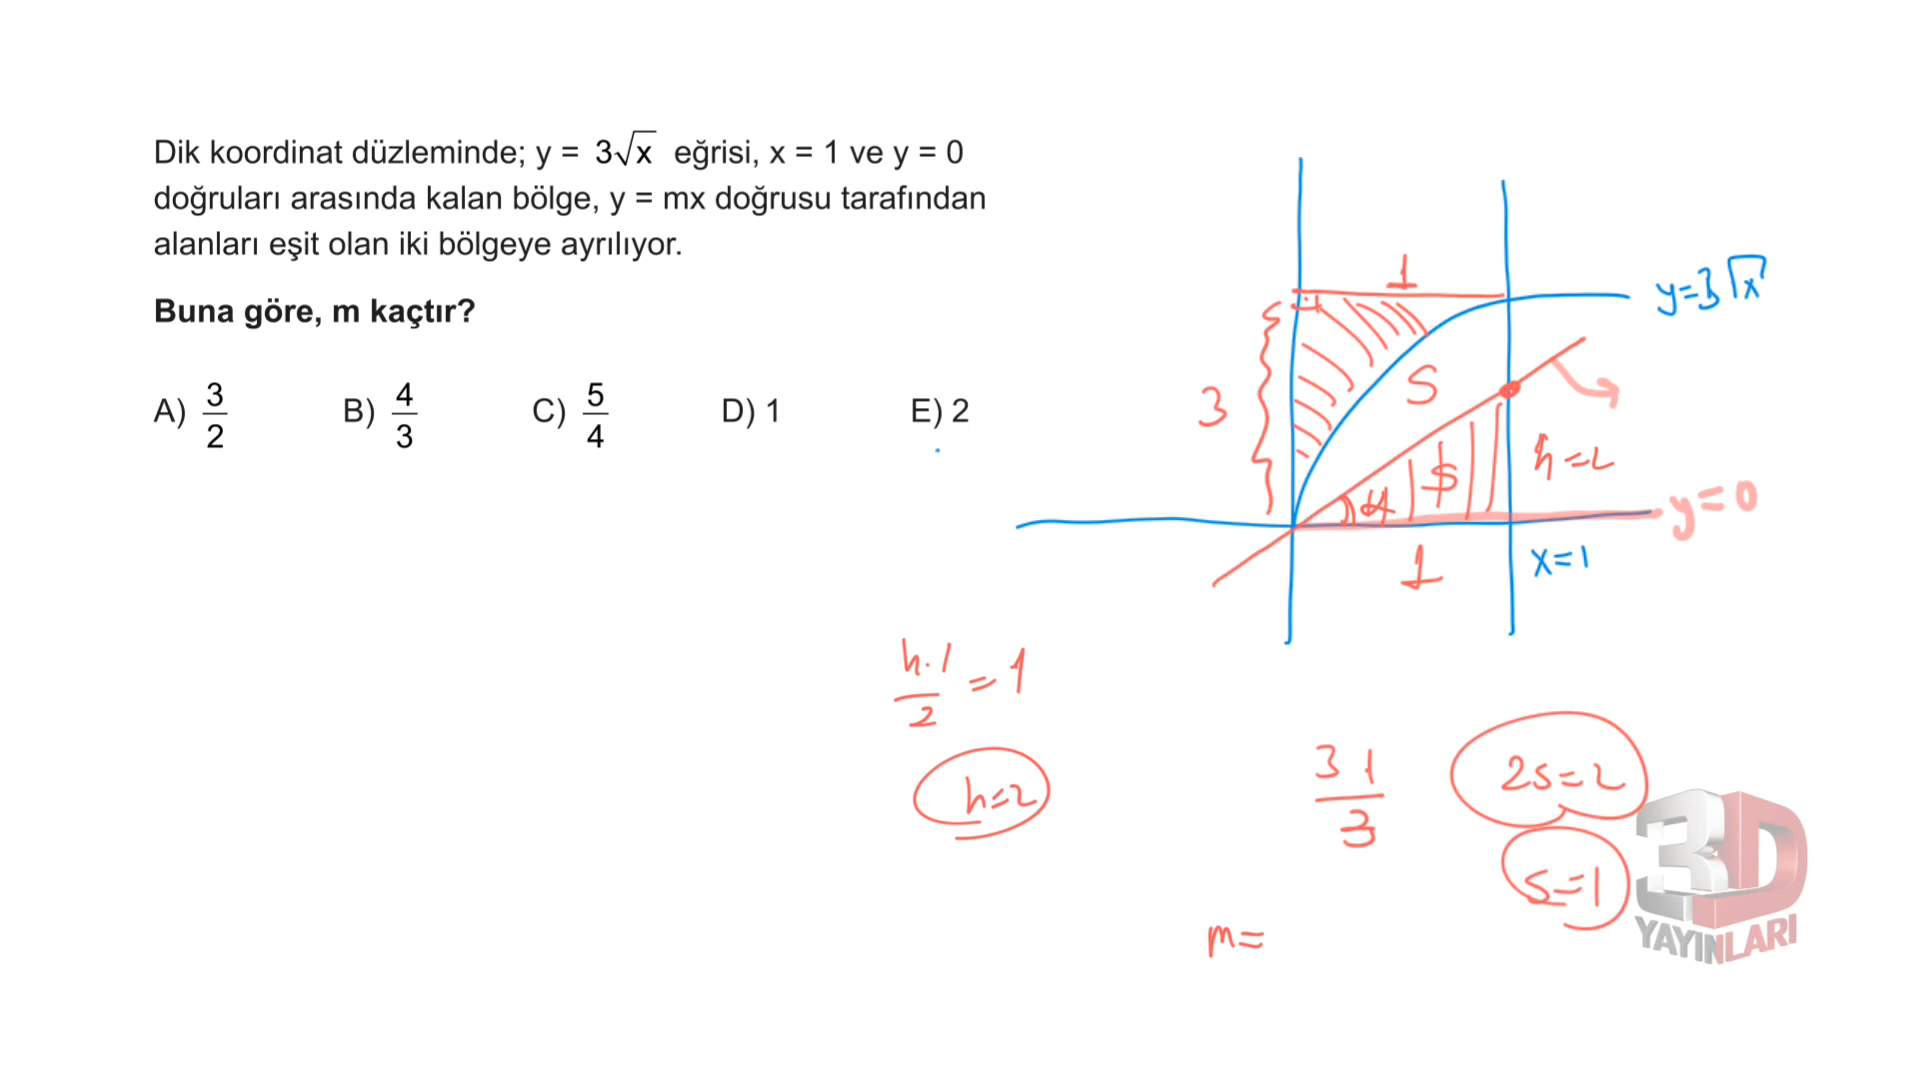 Dik koordinat düzleminde; y = 3√x eğrisi, x = 1 ve y = 0
doğruları arasında kalan bölge, y = mx doğrusu tarafından
alanları eşit olan iki bölgeye ayrılıyor.
Buna göre, m kaçtır?
A) 3/2 B) 4/3 C) 5/4 D) 1 E) 2
1
y=3√x
3
S
S
h=2
α
y=0
1
x=1
h.1/2 = 1
h=2
3 1/3
2s=2
s=1
m=
3D
YAYINLARI